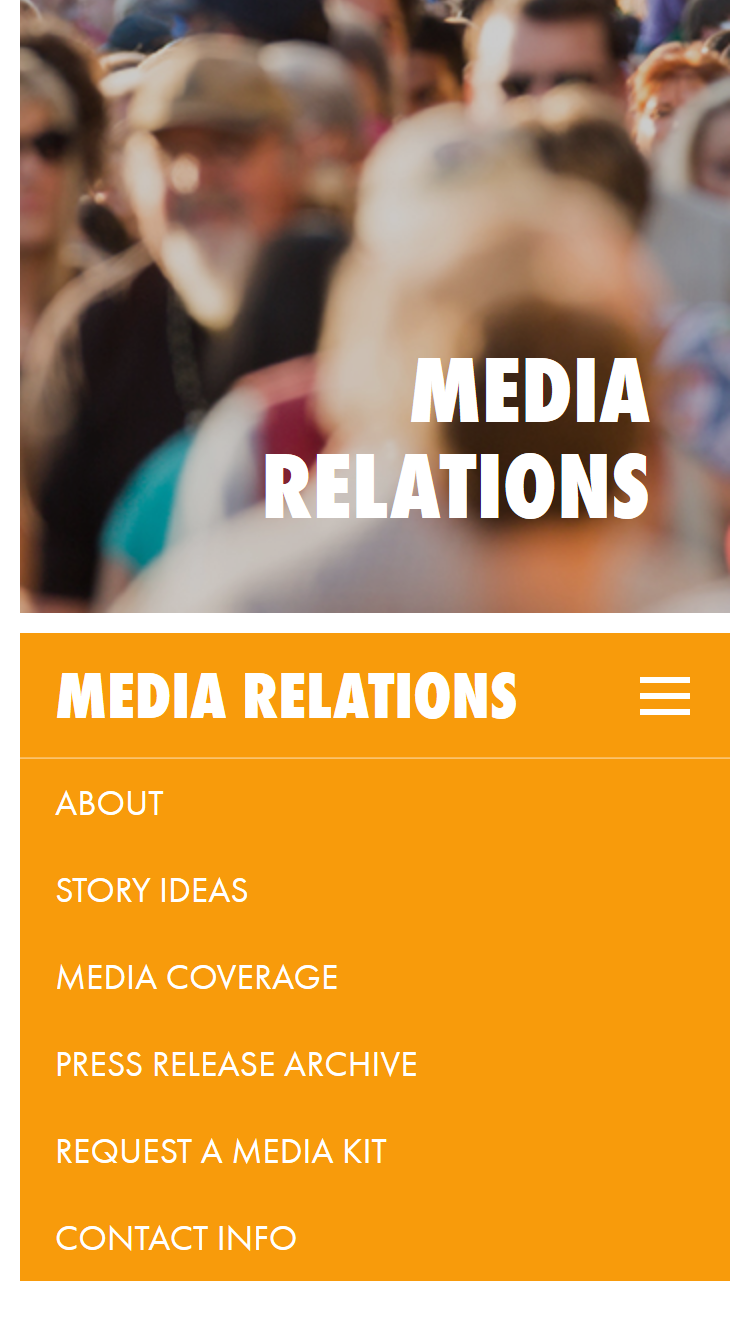 MEDIA
RELATIONS
MEDIA RELATIONS
ABOUT
STORY IDEAS
MEDIA COVERAGE
PRESS RELEASE ARCHIVE
REQUEST A MEDIA KIT
CONTACT INFO